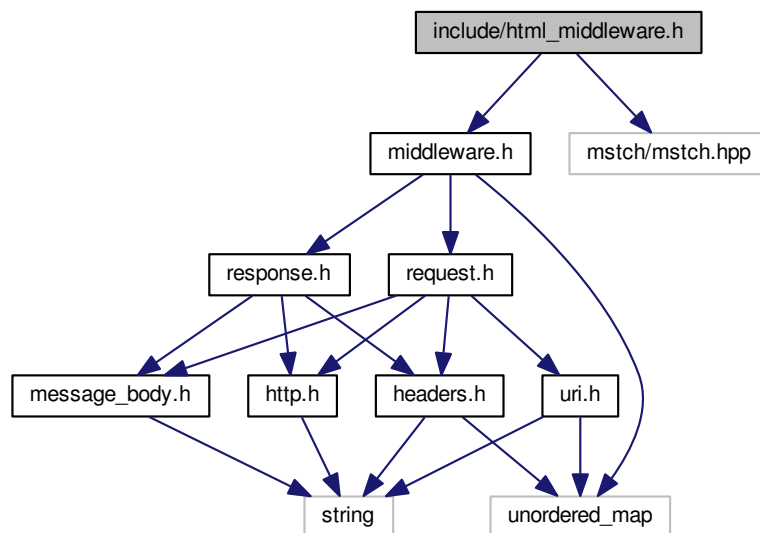 include/html_middleware.h
middleware.h
mstch/mstch.hpp
response.h
request.h
message_body.h
http.h
headers.h
uri.h
string
unordered_map